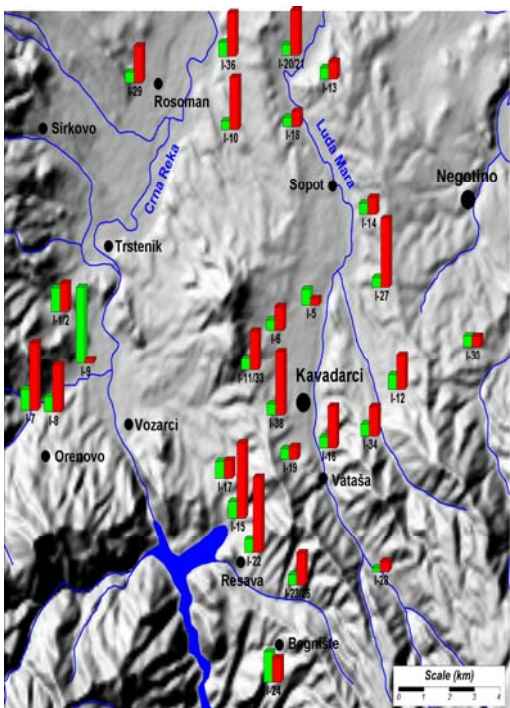 I-36
I-20/21
I-29
I-13
Rosoman
I-10
I-18
Sirkovo
Crna Reka
Luda Mara
Sopot
Negotino
I-14
Trstenik
I-27
I-1/2
I-5
I-6
I-30
I-9
I-11/33
I-12
Kavadarci
I-7
I-8
I-38
Vozarci
I-34
I-16
Orenovo
I-19
I-17
Vataša
I-15
I-22
Resava
I-28
I-23/26
Begnište
I-24
Scale (km)
0 1 2 3 4